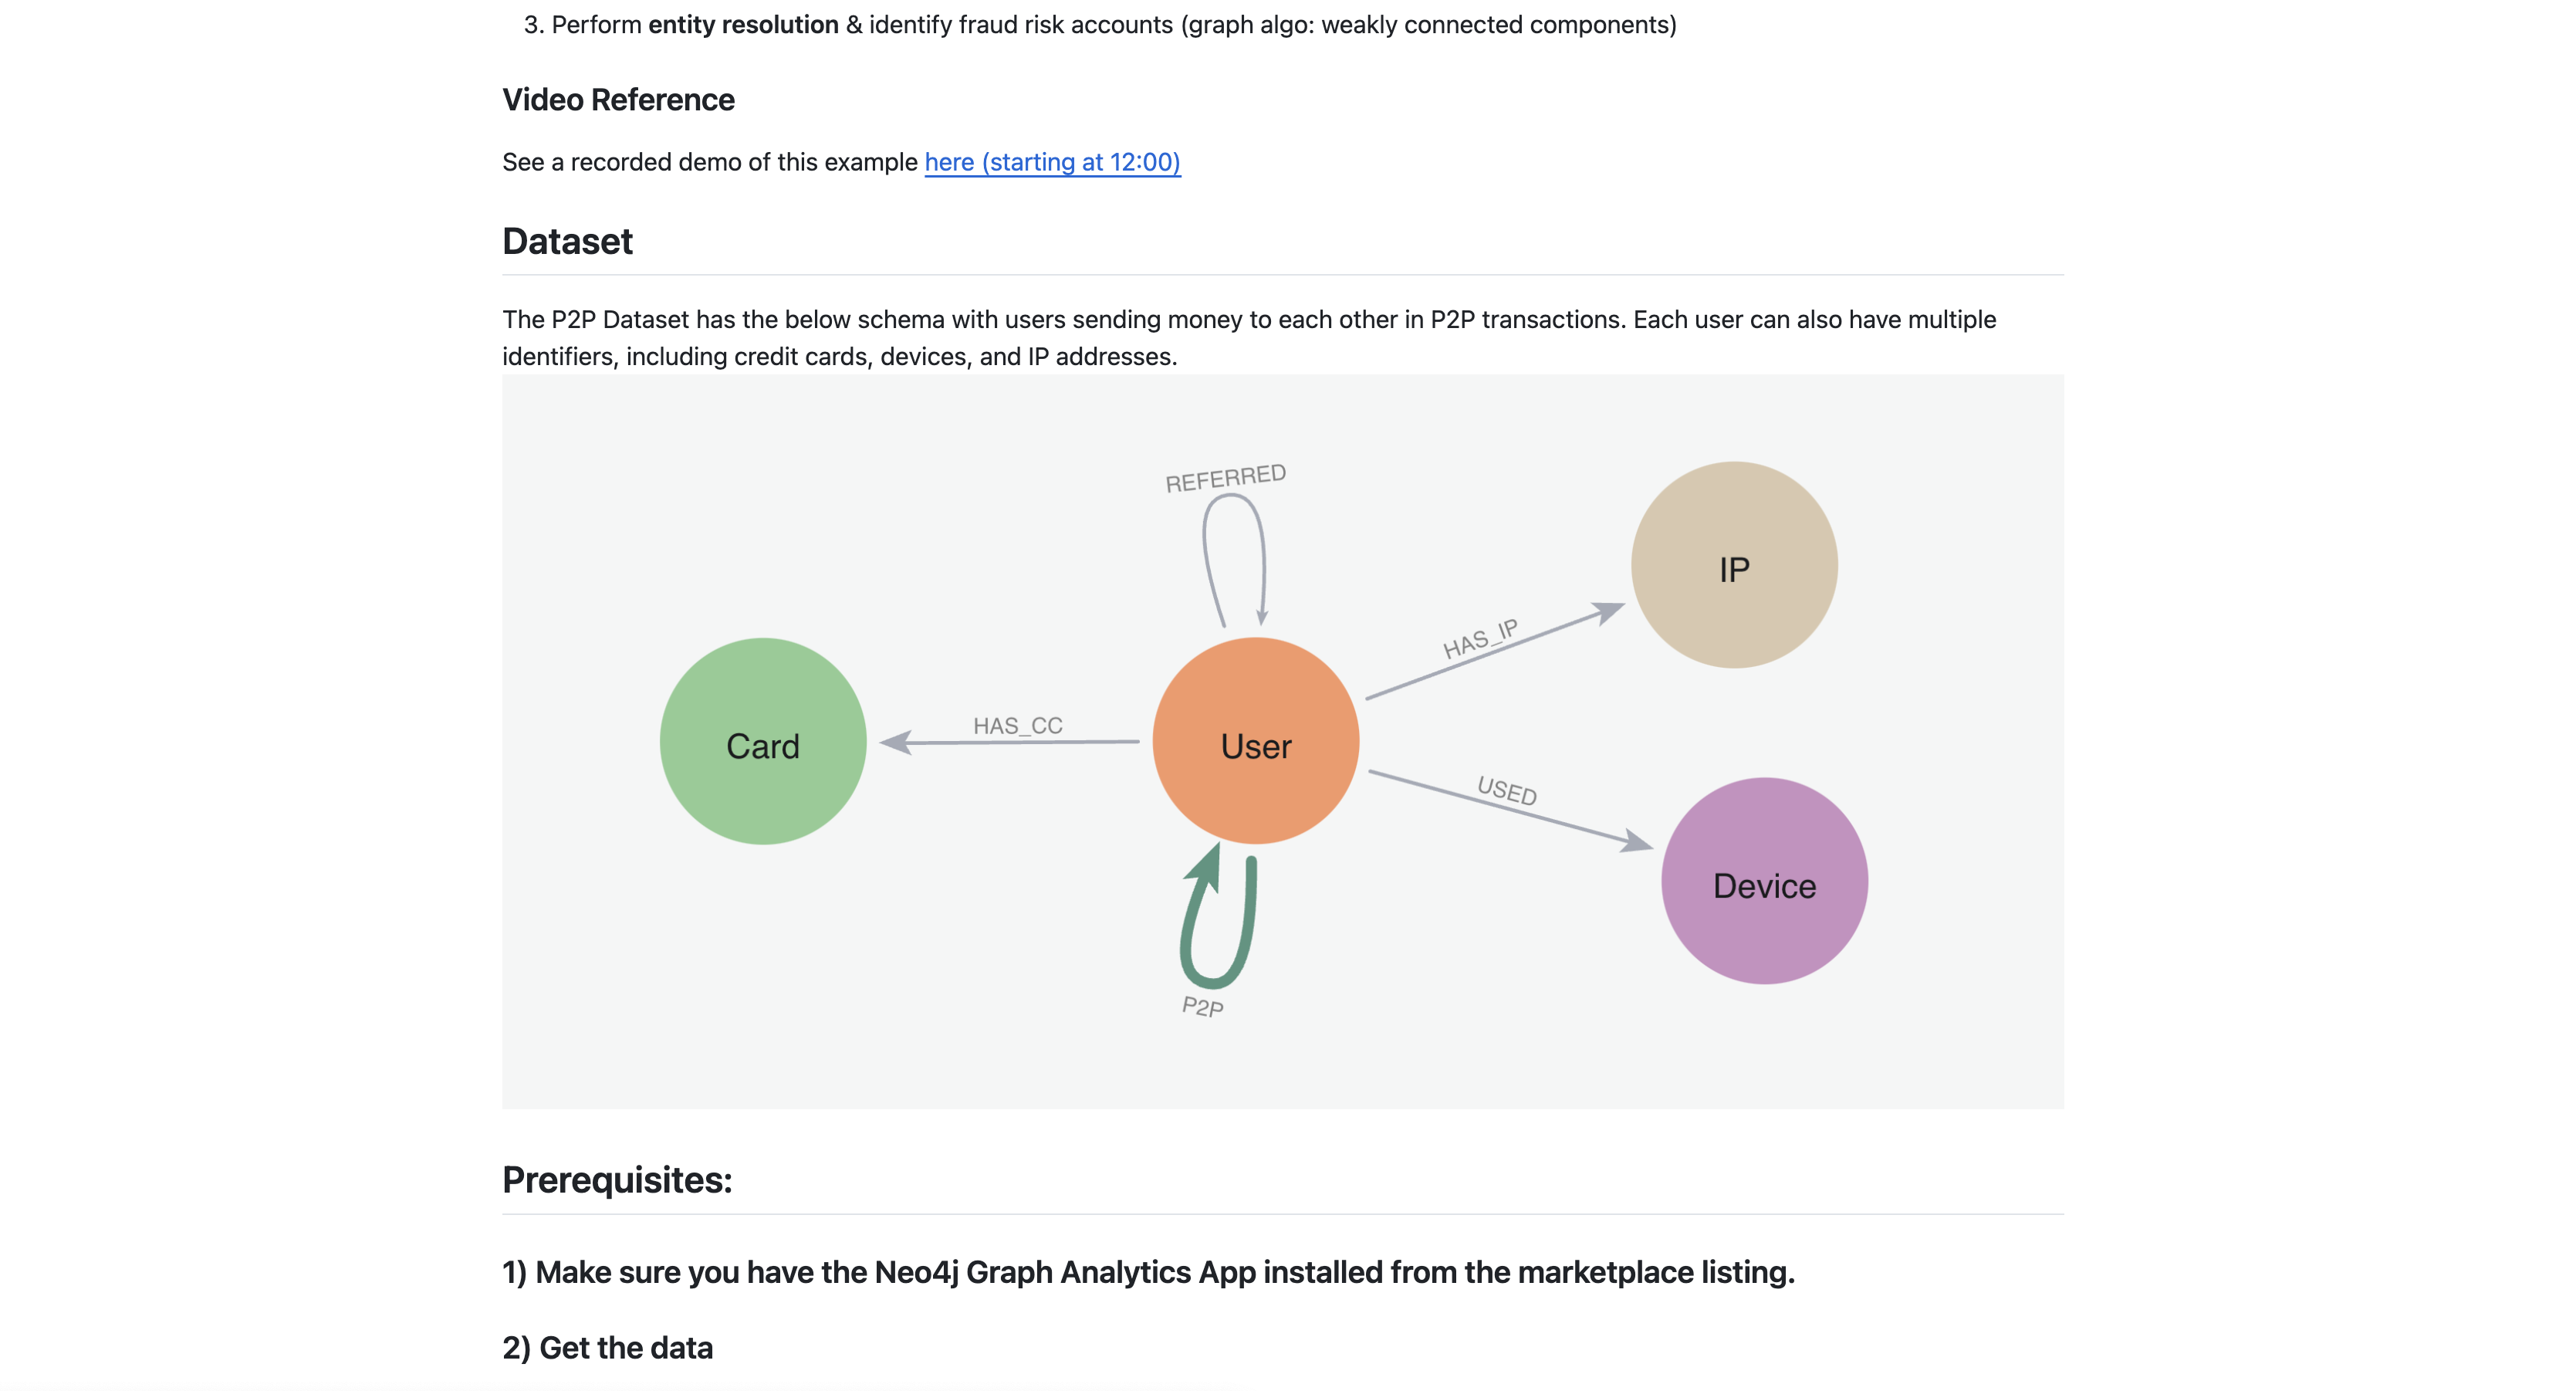 3. Perform entity resolution & identify fraud risk accounts (graph algo: weakly connected components)
Video Reference
See a recorded demo of this example here (starting at 12:00)
Dataset
The P2P Dataset has the below schema with users sending money to each other in P2P transactions. Each user can also have multiple
identifiers, including credit cards, devices, and IP addresses.
REFERRED
IP
HAS_IP
HAS_CC
Card
User
USED
Device
P2P
Prerequisites:
1) Make sure you have the Neo4j Graph Analytics App installed from the marketplace listing.
2) Get the data